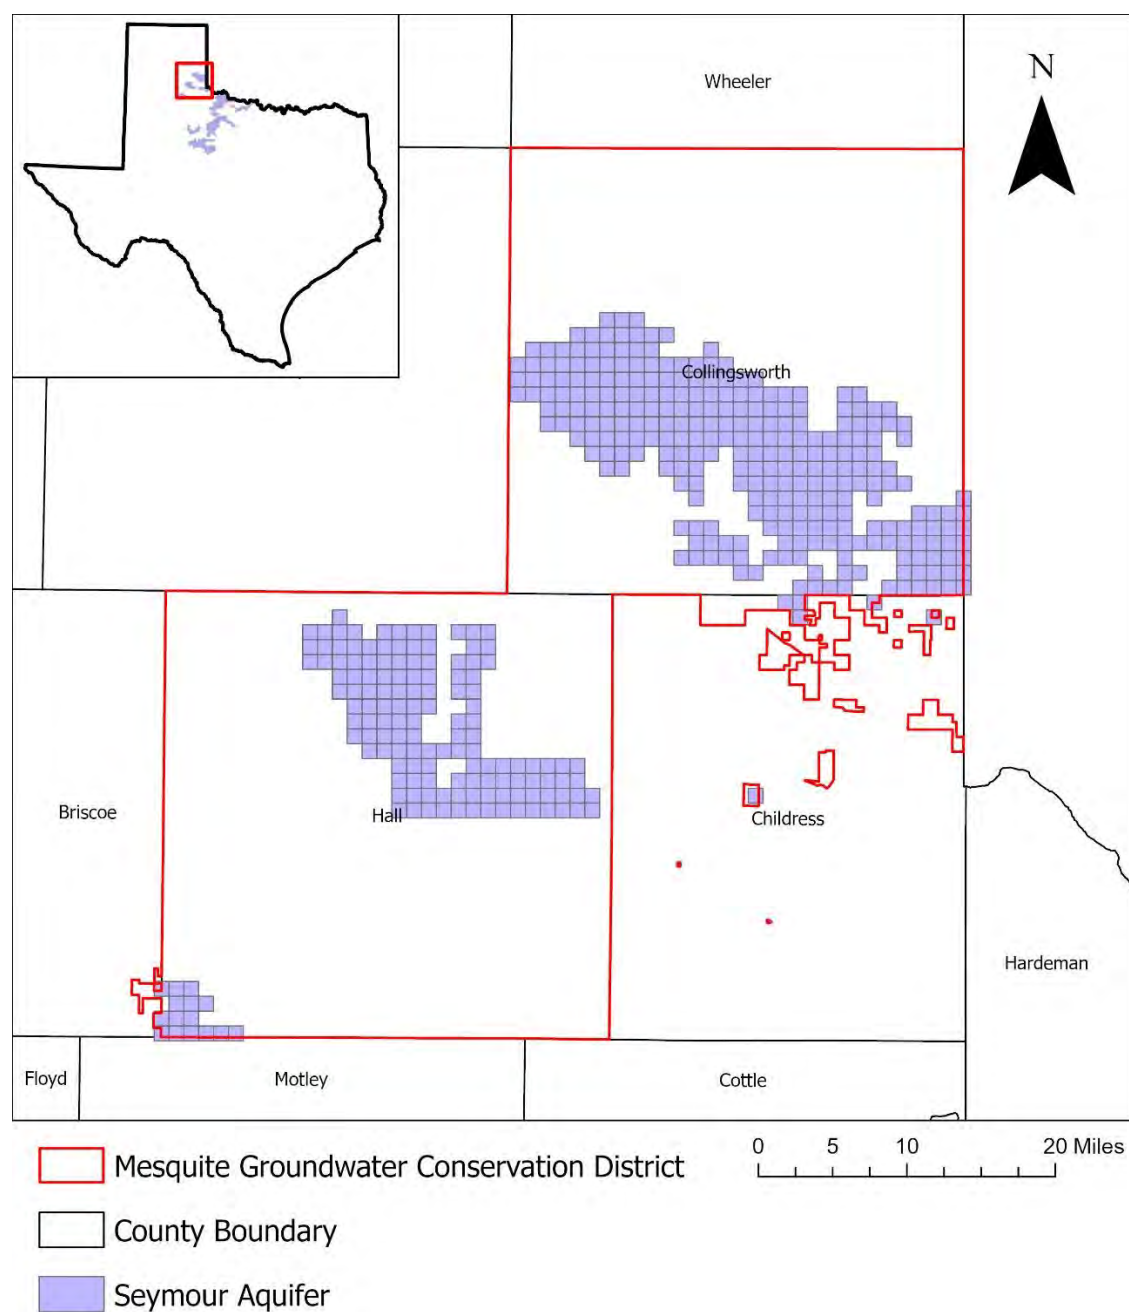 Wheeler
N
Collingsworth
Briscoe
Hall
Childress
Hardeman
Floyd
Motley
Cottle
0 5 10 20 Miles
Mesquite Groundwater Conservation District
County Boundary
Seymour Aquifer